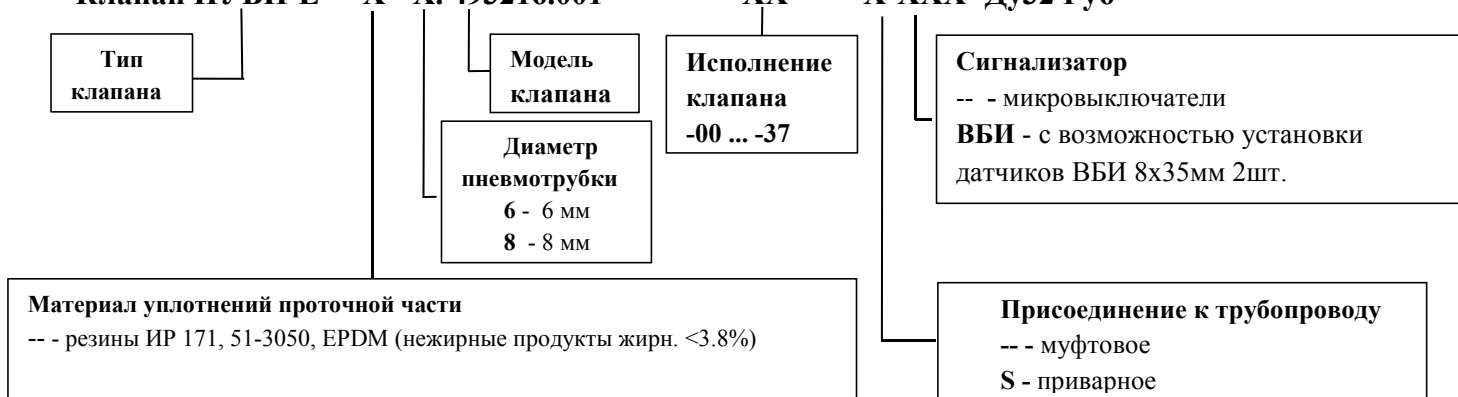 Тип
клапана
Модель
клапана
Исполнение
клапана
-00 ... -37
Сигнализатор
-- - микровыключатели
ВБИ - с возможностью установки
датчиков ВБИ 8х35мм 2шт.
Диаметр
пневмотрубки
6 - 6 мм
8 - 8 мм
Материал уплотнений проточной части
-- - резины ИР 171, 51-3050, EPDM (нежирные продукты жирн. <3.8%)
Присоединение к трубопроводу
-- - муфтовое
S - приварное